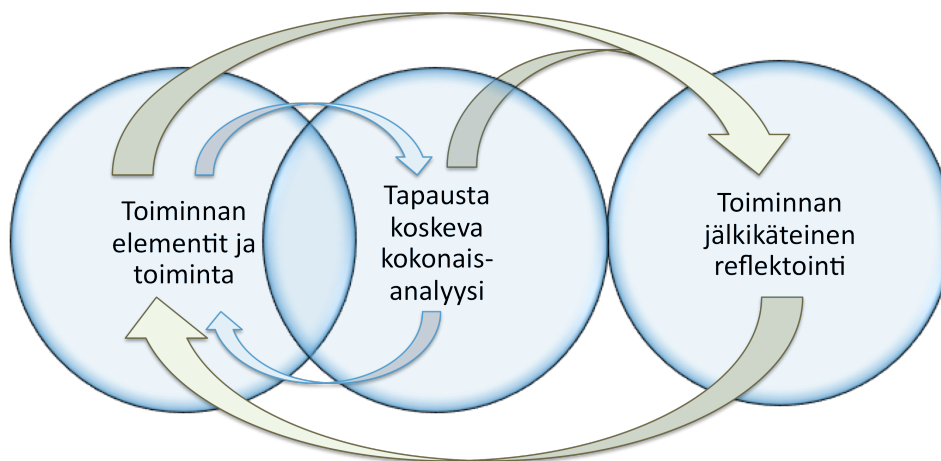 Toiminnan
elementit ja
toiminta
Tapausta
koskeva
kokonais-
analyysi
Toiminnan
jälkikäteinen
reflektointi